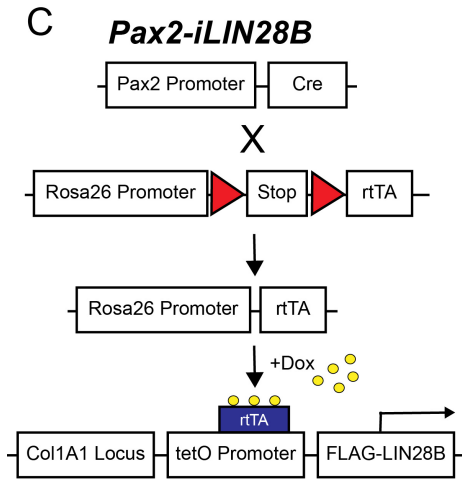 C
Pax2-iLIN28B
Pax2 Promoter Cre
X
Rosa26 Promoter Stop rtTA
Rosa26 Promoter rtTA
+Dox
rtTA
Col1A1 Locus tetO Promoter FLAG-LIN28B